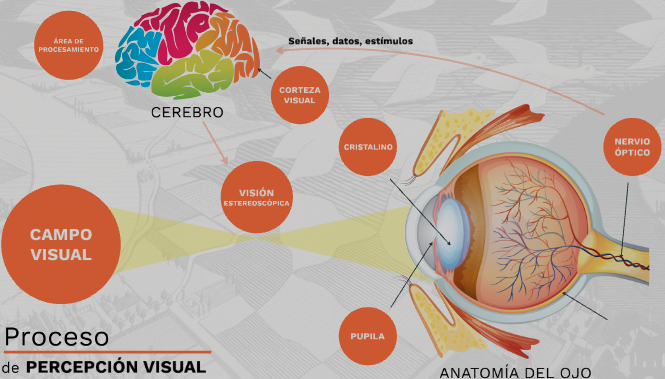 ÁREA DE
PROCESAMIENTO
Señales, datos, estímulos
CORTEZA
VISUAL
CEREBRO
CRISTALINO
NERVIO
ÓPTICO
VISIÓN
ESTEREOSCÓPICA
CAMPO
VISUAL
PUPILA
Proceso
de PERCEPCIÓN VISUAL
ANATOMÍA DEL OJO